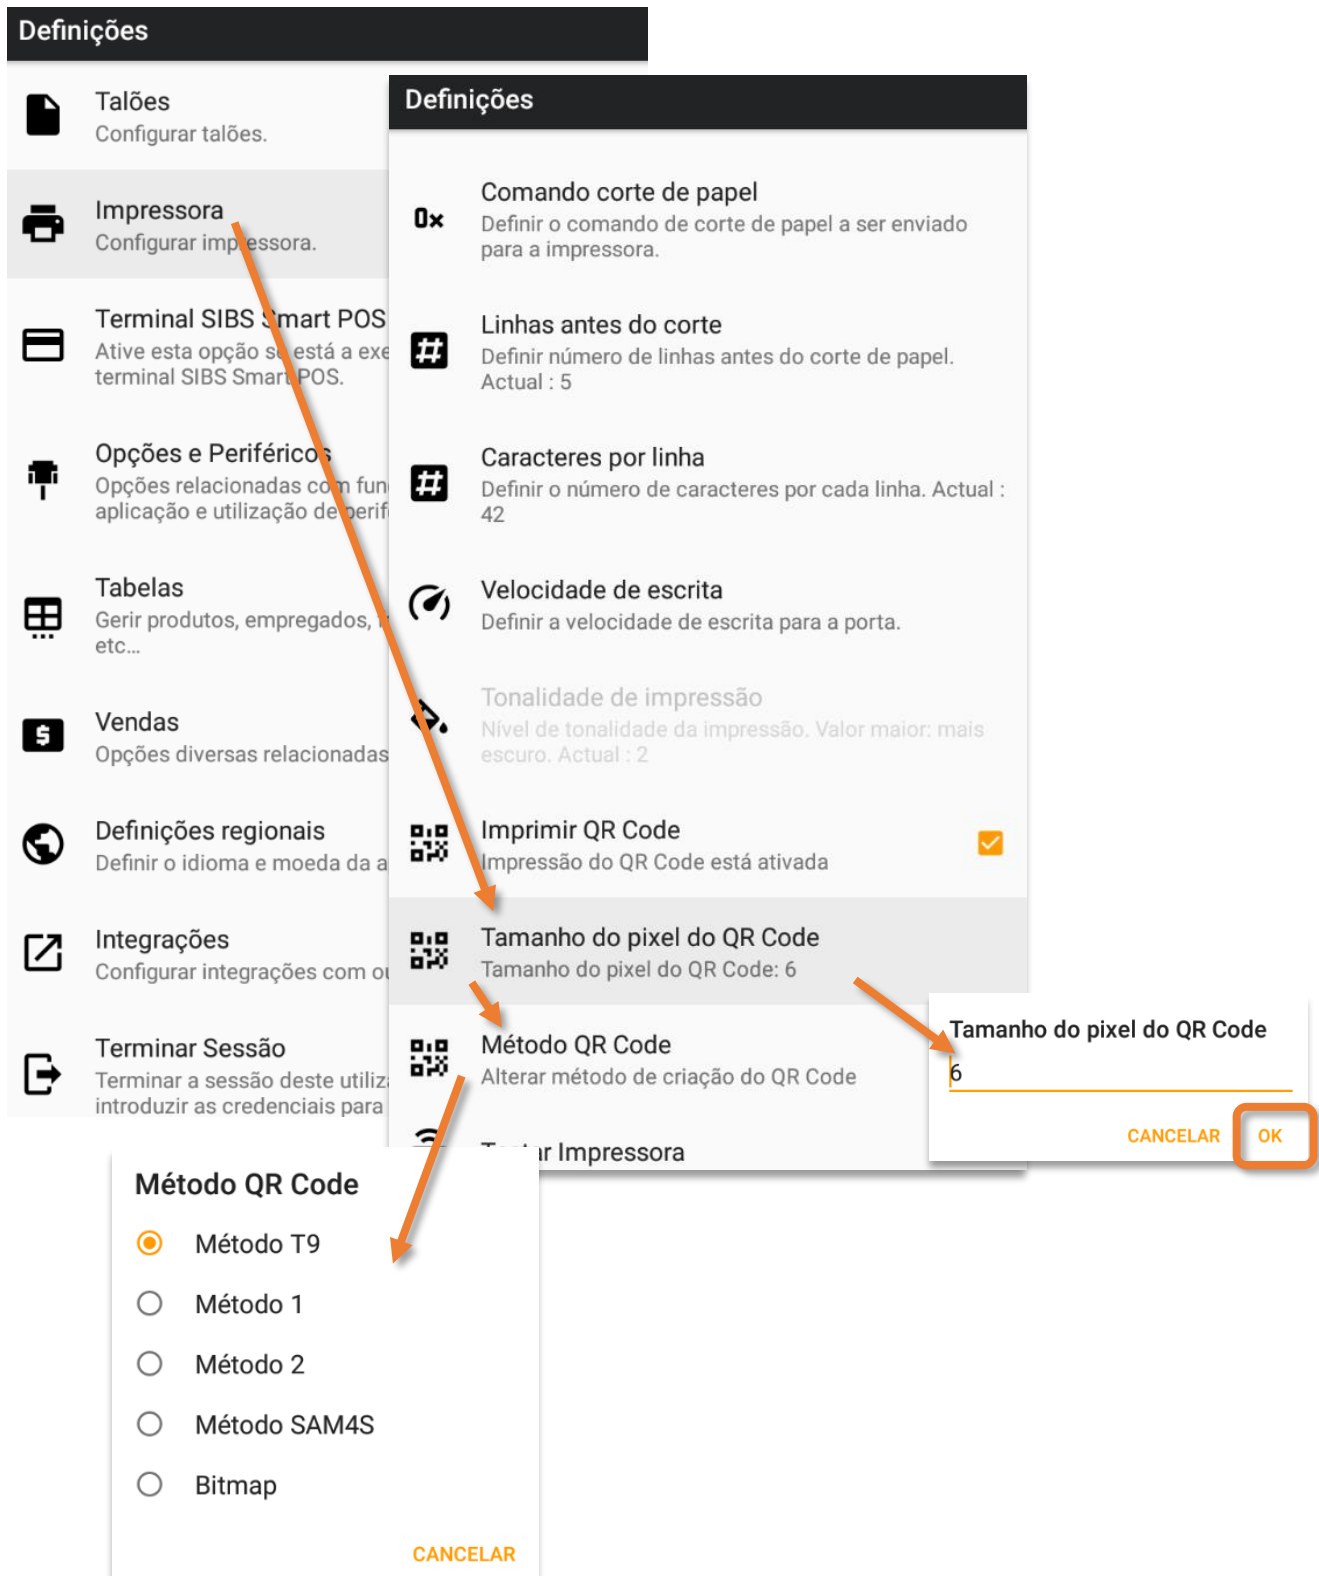 Definições
Talões
Configurar talões.
Impressora
Configurar impressora.
Terminal SIBS Smart POS
Ative esta opção se está a exe
terminal SIBS Smart POS.
Opções e Periféricos
Opções relacionadas com fun
aplicação e utilização de perif
Tabelas
Gerir produtos, empregados,
etc...
Vendas
Opções diversas relacionadas
Definições regionais
Definir o idioma e moeda da a
Integrações
Configurar integrações com ou
Terminar Sessão
Terminar a sessão deste utiliz
introduzir as credenciais para
Definições
0x
Comando corte de papel
Definir o comando de corte de papel a ser enviado
para a impressora.
#
Linhas antes do corte
Definir número de linhas antes do corte de papel.
Actual : 5
#
Caracteres por linha
Definir o número de caracteres por cada linha. Actual :
42
Velocidade de escrita
Definir a velocidade de escrita para a porta.
Tonalidade de impressão
Nível de tonalidade da impressão. Valor maior: mais
escuro. Actual : 2
Imprimir QR Code
Impressão do QR Code está ativada
Tamanho do pixel do QR Code
Tamanho do pixel do QR Code: 6
Método QR Code
Alterar método de criação do QR Code
Impressora
Tamanho do pixel do QR Code
6
CANCELAR OK
Método QR Code
Método T9
Método 1
Método 2
Método SAM4S
Bitmap
CANCELAR